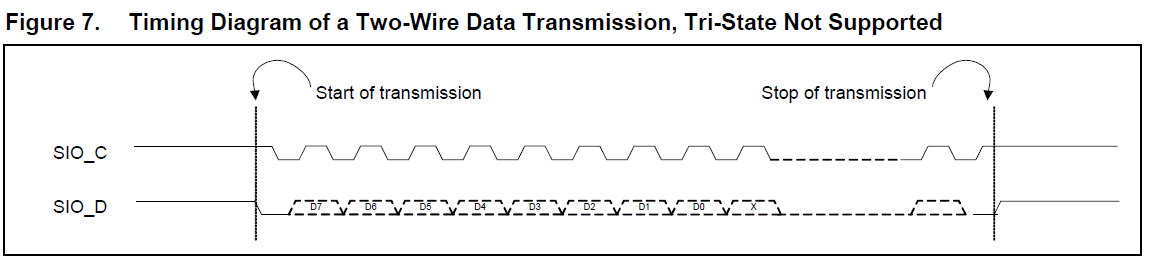 Figure 7. Timing Diagram of a Two-Wire Data Transmission, Tri-State Not Supported
Start of transmission
Stop of transmission
SIO_C
SIO_D
D7 D6 D5 D4 D3 D2 D1 D0 X